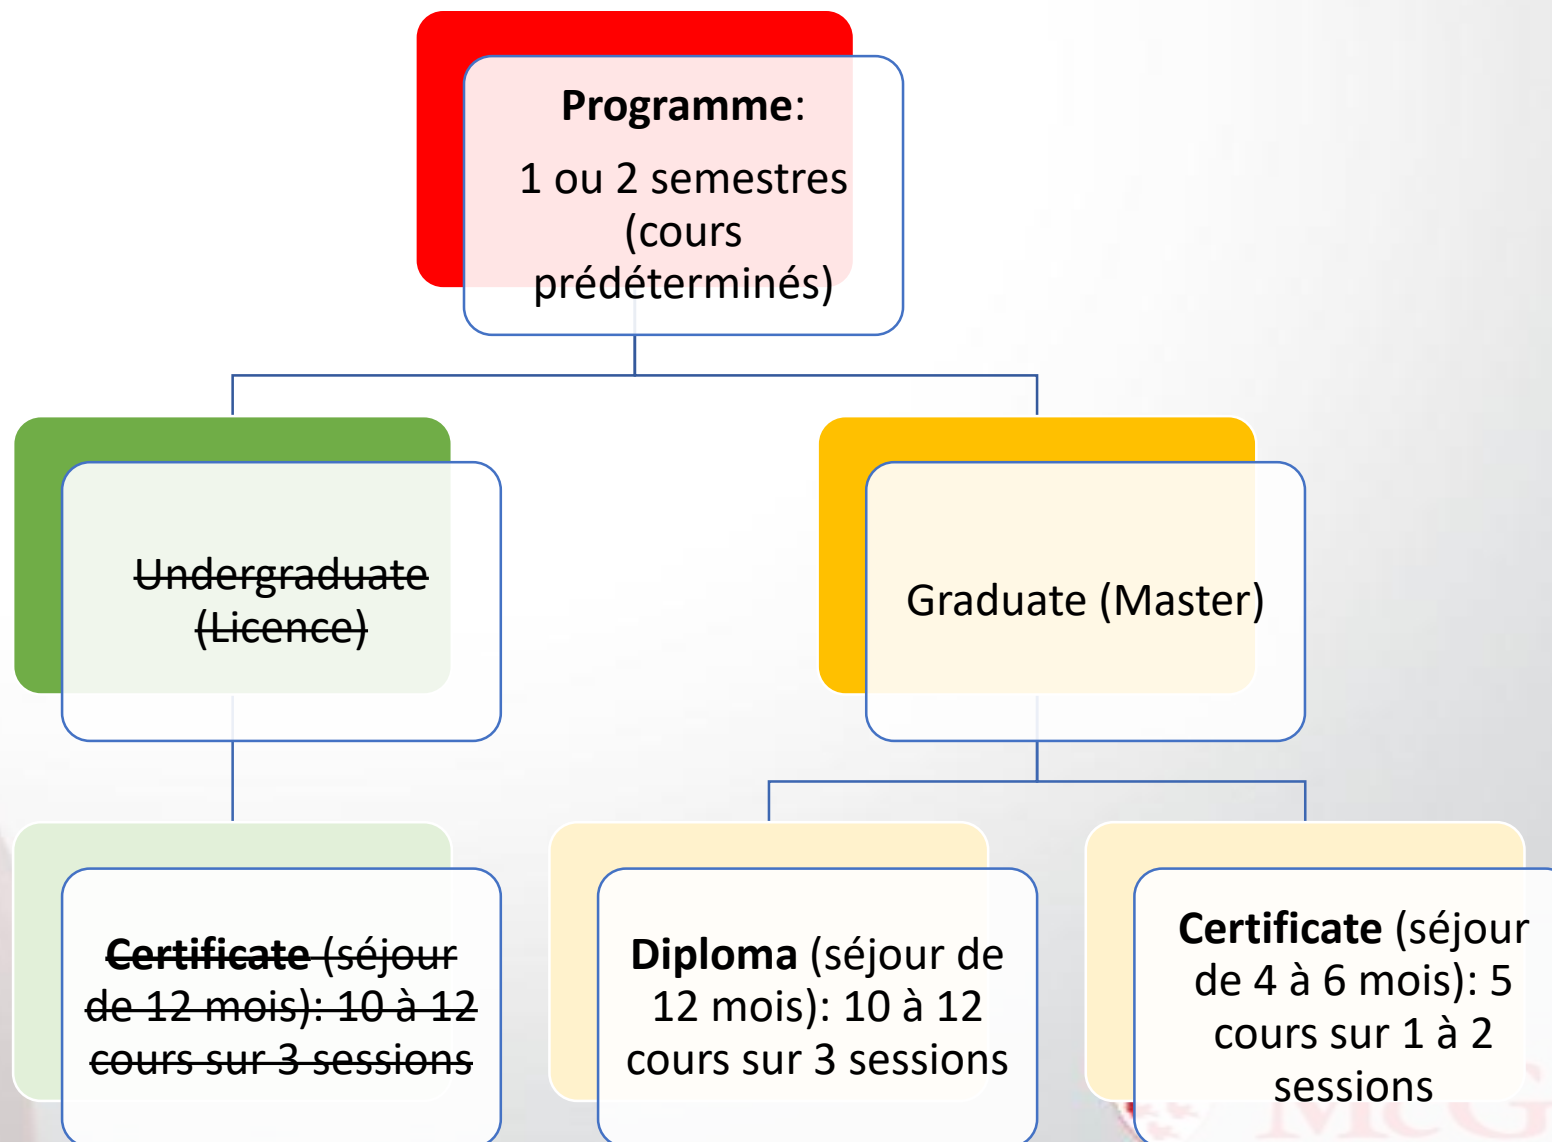 Programme:
1 ou 2 semestres
(cours
prédéterminés)
Undergraduate
(Licence)
Graduate (Master)
Certificate (séjour
de 12 mois): 10 à 12
cours sur 3 sessions
Diploma (séjour de
12 mois): 10 à 12
cours sur 3 sessions
Certificate (séjour
de 4 à 6 mois): 5
cours sur 1 à 2
sessions
McG